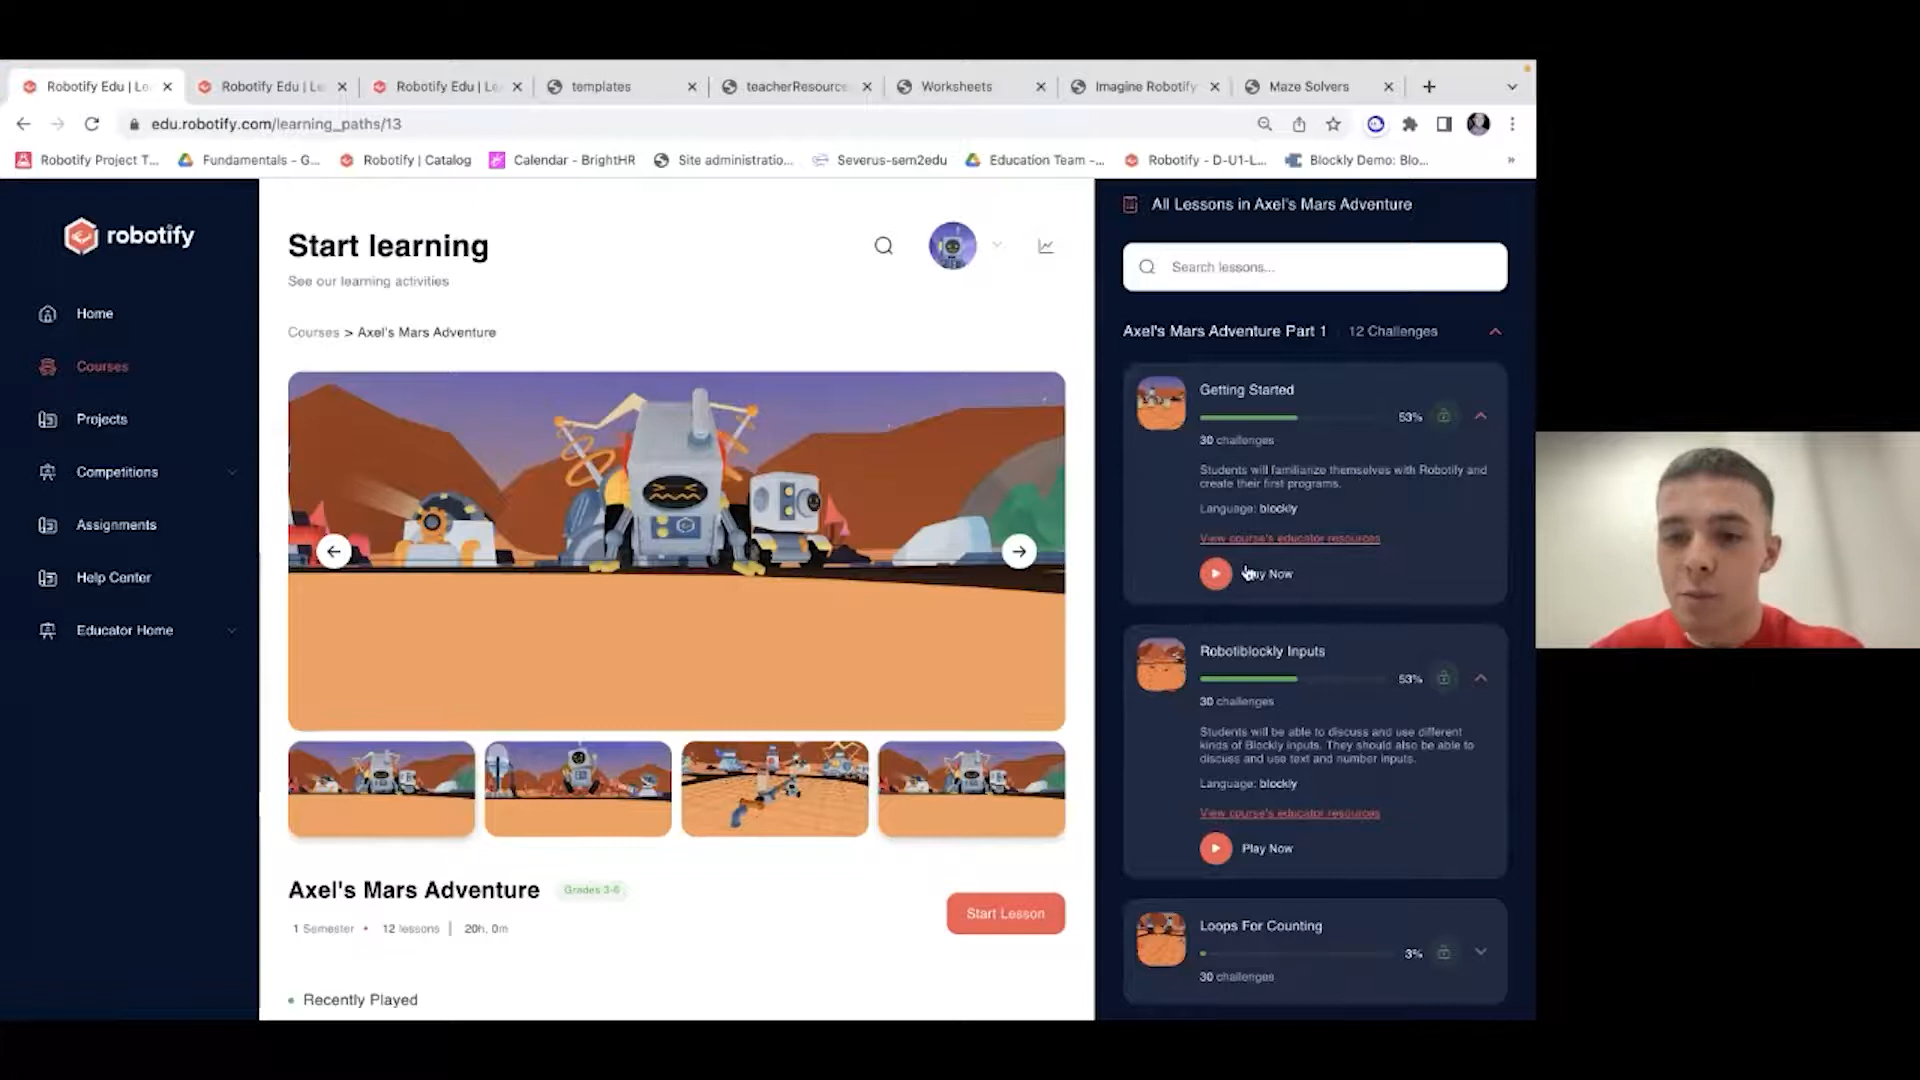 Robotify Edu | Le
Robotify Edu | Le
Robotify Edu | Le
templates
teacherResource
Worksheets
Imagine Robotify
Maze Solvers
edu.robotify.com/learning_paths/13
Robotify Project T...
Fundamentals - G...
Robotify | Catalog
Calendar - BrightHR
Site administratio...
Severus-sem2edu
Education Team -...
Robotify - D-U1-L...
Blockly Demo: Blo...
»
robotify
Home
Courses
Projects
Competitions
Assignments
Help Center
Educator Home
Start learning
See our learning activities
Courses > Axel's Mars Adventure
Axel's Mars Adventure
Grades 3-6
1 Semester • 12 lessons | 20h, 0m
Start Lesson
Recently Played
All Lessons in Axel's Mars Adventure
Search lessons...
Axel's Mars Adventure Part 1
12 Challenges
Getting Started
53%
30 challenges
Students will familiarize themselves with Robotify and
create their first programs.
Language: blockly
View course's educator resources
Now
Robotiblockly Inputs
53%
30 challenges
Students will be able to discuss and use different
kinds of Blockly inputs. They should also be able to
discuss and use text and number inputs.
Language: blockly
View course's educator resources
Play Now
Loops For Counting
3%
30 challenges